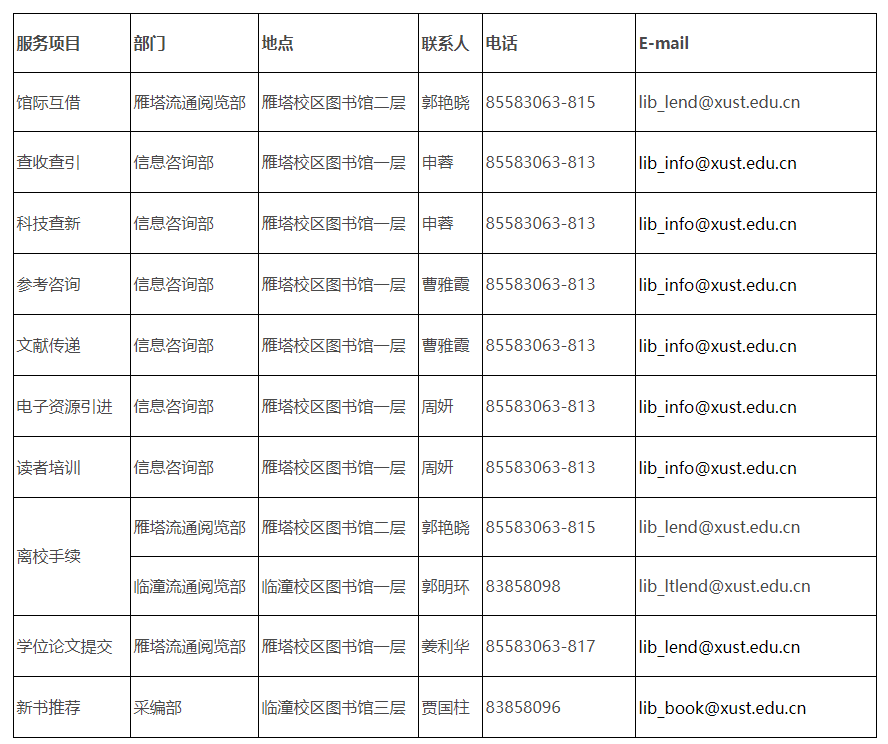 服务项目 部门 地点 联系人 电话 E-mail
馆际互借 雁塔流通阅览部 雁塔校区图书馆二层 郭艳晓 85583063-815 lib_lend@xust.edu.cn
查收查引 信息咨询部 雁塔校区图书馆一层 申蓉 85583063-813 lib_info@xust.edu.cn
科技查新 信息咨询部 雁塔校区图书馆一层 申蓉 85583063-813 lib_info@xust.edu.cn
参考咨询 信息咨询部 雁塔校区图书馆一层 曹雅霞 85583063-813 lib_info@xust.edu.cn
文献传递 信息咨询部 雁塔校区图书馆一层 曹雅霞 85583063-813 lib_info@xust.edu.cn
电子资源引进 信息咨询部 雁塔校区图书馆一层 周妍 85583063-813 lib_info@xust.edu.cn
读者培训 信息咨询部 雁塔校区图书馆一层 周妍 85583063-813 lib_info@xust.edu.cn
离校手续 雁塔流通阅览部 雁塔校区图书馆二层 郭艳晓 85583063-815 lib_lend@xust.edu.cn
临潼流通阅览部 临潼校区图书馆一层 郭明环 83858098 lib_ltlend@xust.edu.cn
学位论文提交 雁塔流通阅览部 雁塔校区图书馆一层 姜利华 85583063-817 lib_lend@xust.edu.cn
新书推荐 采编部 临潼校区图书馆三层 贾国柱 83858096 lib_book@xust.edu.cn